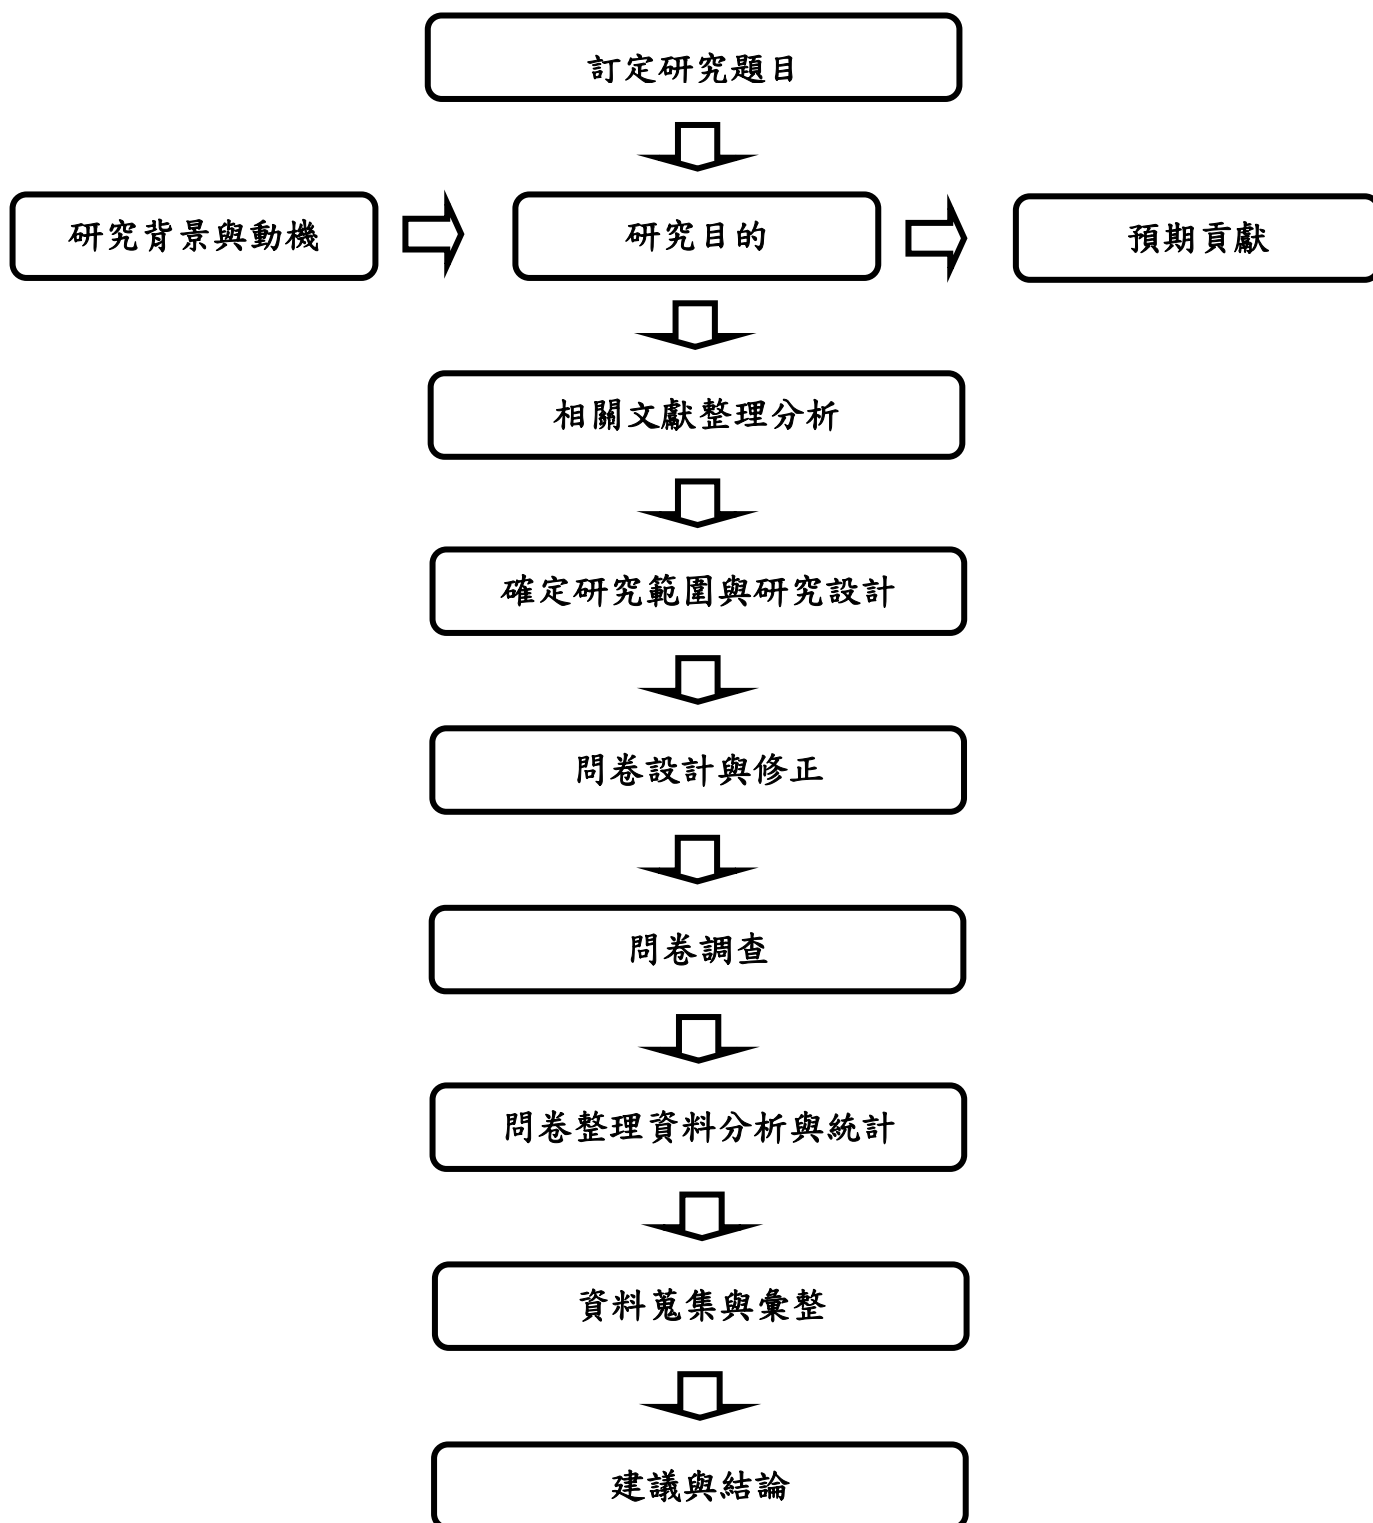 訂定研究題目
研究背景與動機
研究目的
預期貢獻
相關文獻整理分析
確定研究範圍與研究設計
問卷設計與修正
問卷調查
問卷整理資料分析與統計
資料蒐集與彙整
建議與結論